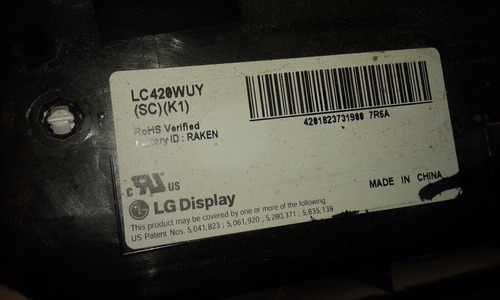 LC420WUY
(SC)(K1)
4201823731900 7R6A
RoHS Verified
Factory ID : RAKEN
c RU US
MADE IN CHINA
LG Display
This product may be covered by one or more of the following
US Patent Nos. 5,041,823 ; 5,061,920 ; 5,280,371 ; 5,835,139